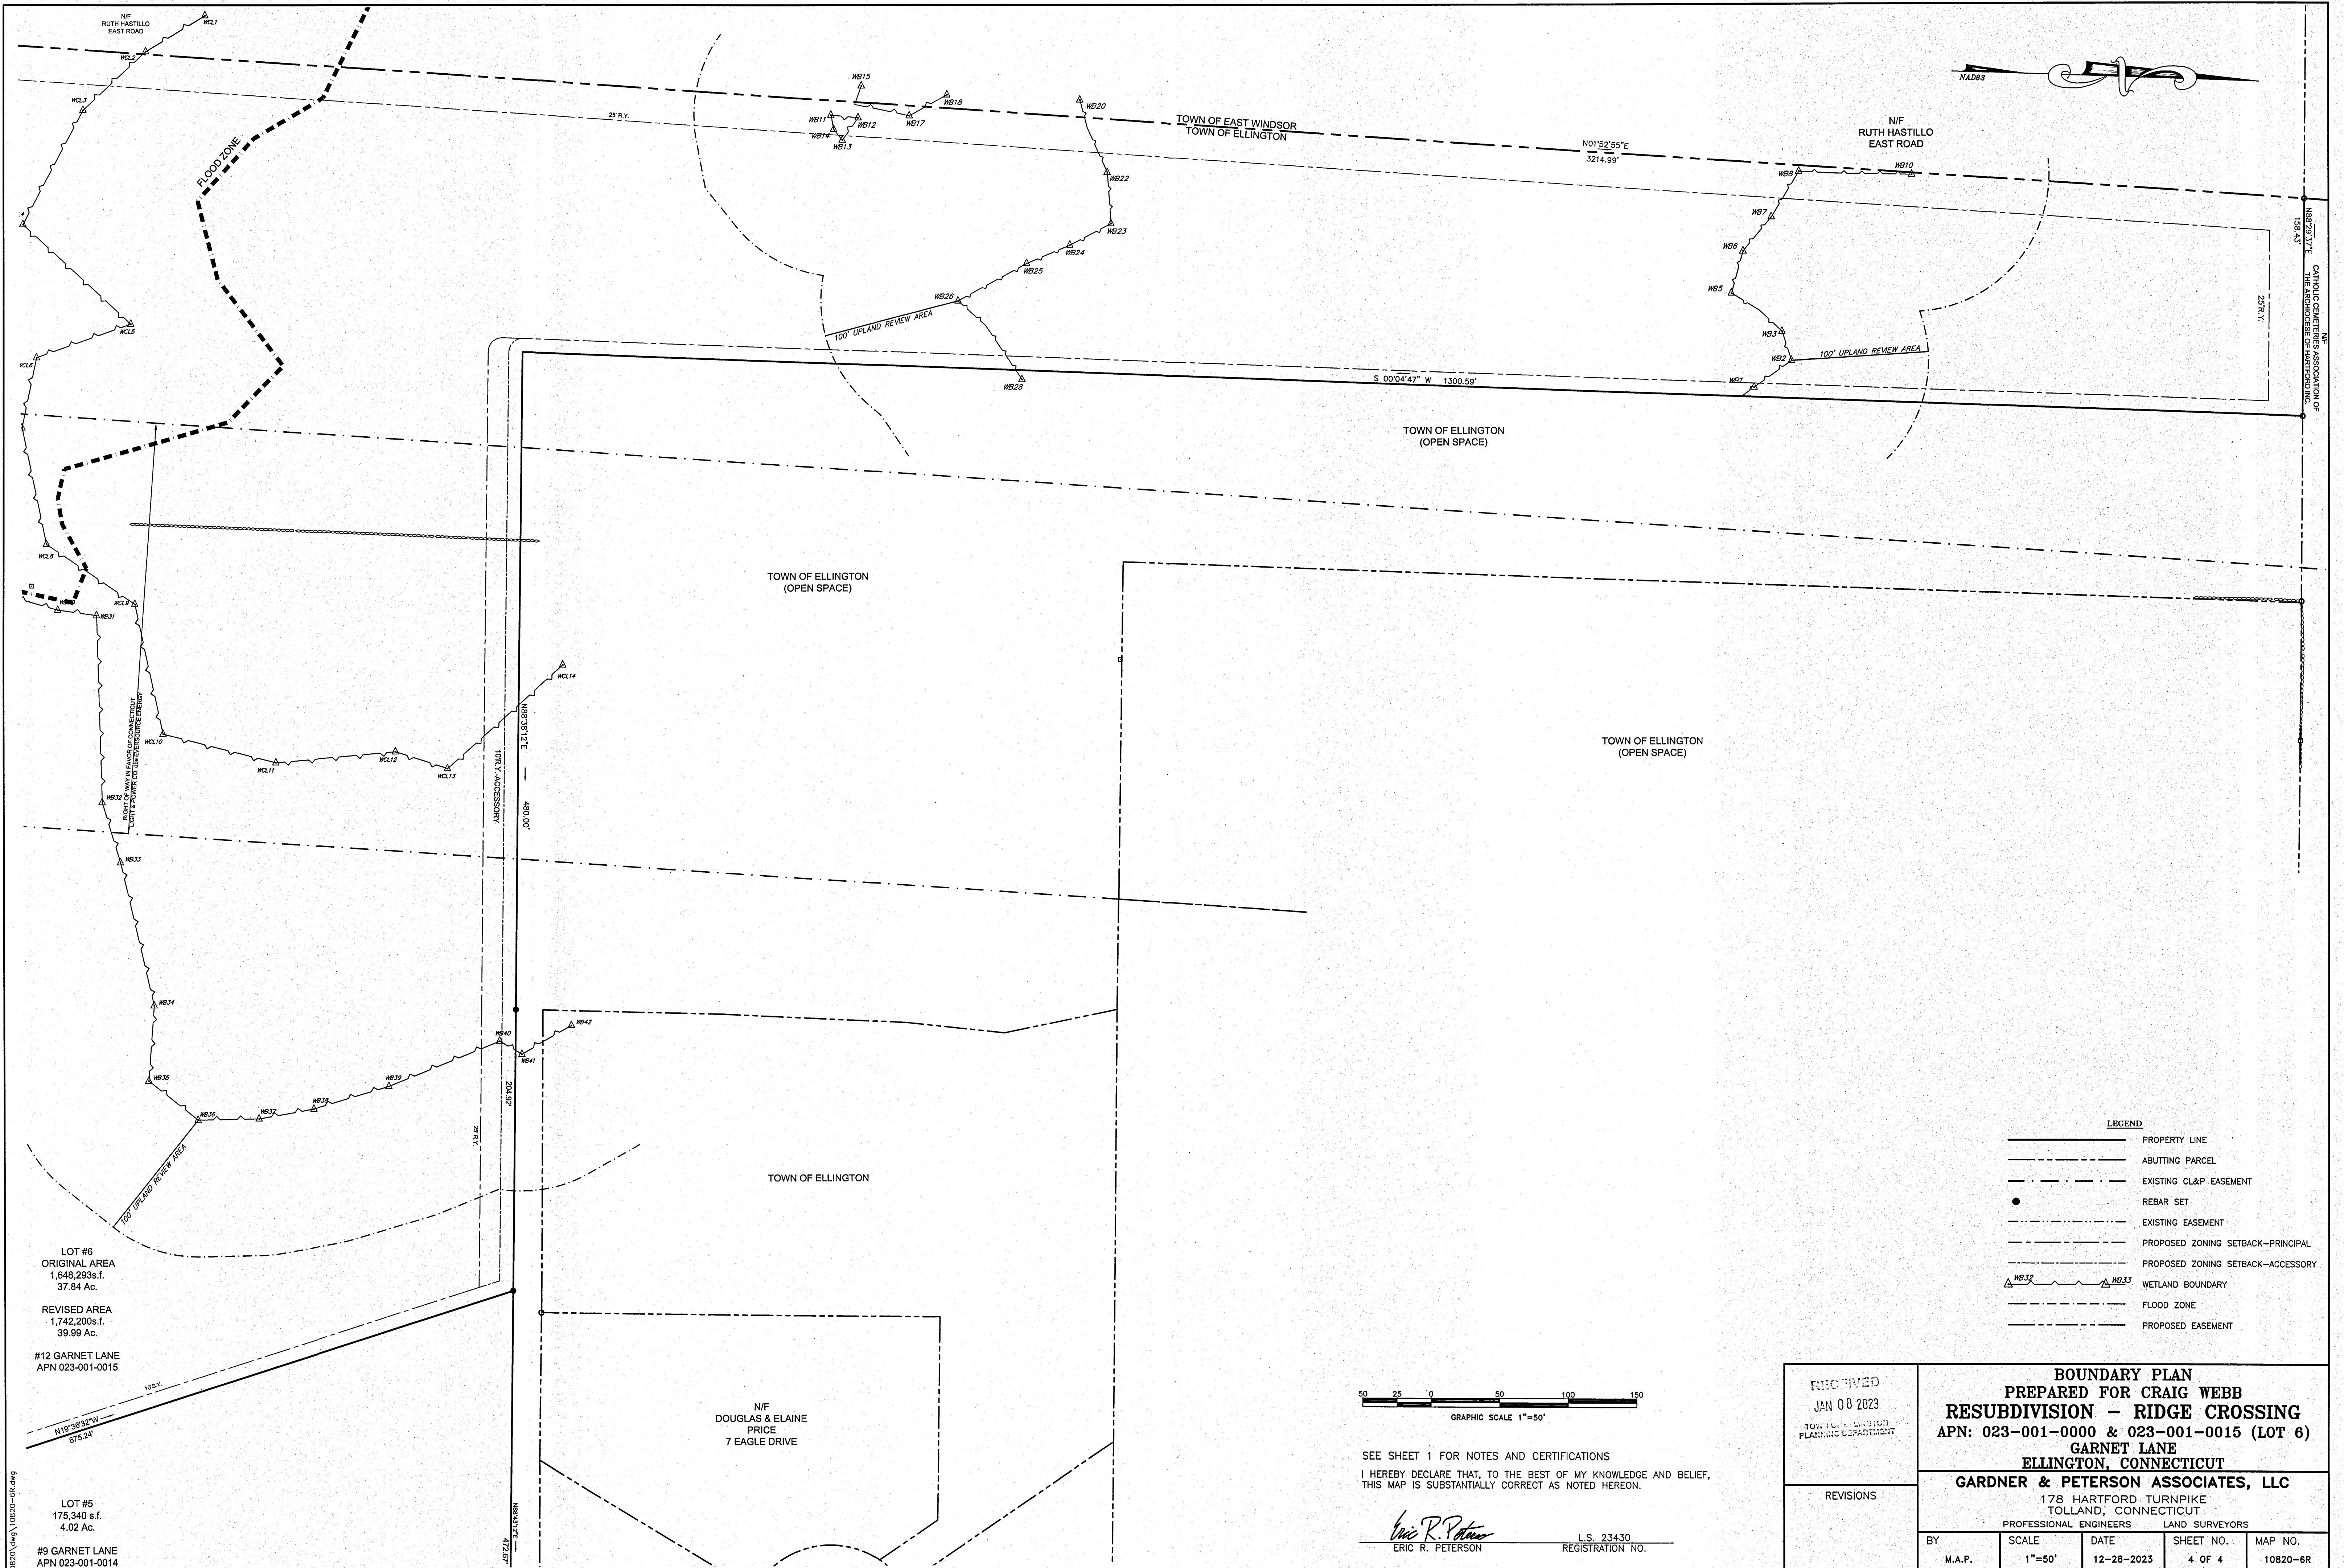 N/F
RUTH HASTILLO
EAST ROAD
WCL1
WCL2
WCL3
WCL5
WCL6
WCL8
WCL9
WCL10
WCL11
WCL12
WCL13
WCL14
FLOOD ZONE
25' R.Y.
WB15
WB18
WB11
WB12
WB17
WB14
WB13
WB20
WB22
WB23
WB24
WB25
WB26
WB28
100' UPLAND REVIEW AREA
TOWN OF EAST WINDSOR
TOWN OF ELLINGTON
N01°52'55"E
3214.99'
NAD83
N/F
RUTH HASTILLO
EAST ROAD
WB10
WB8
WB7
WB6
WB5
WB3
WB2
WB1
100' UPLAND REVIEW AREA
N88°29'37"E
158.43'
N/F
CATHOLIC CEMETERIES ASSOCIATION OF
THE ARCHIOCESE OF HARTFORD INC.
25'R.Y.
S 00°04'47" W 1300.59'
TOWN OF ELLINGTON
(OPEN SPACE)
TOWN OF ELLINGTON
(OPEN SPACE)
TOWN OF ELLINGTON
(OPEN SPACE)
WB31
WB32
WB33
WB34
WB35
WB36
WB37
WB38
WB39
WB40
WB41
WB42
RIGHT OF WAY IN FAVOR OF CONNECTICUT
LIGHT & POWER CO. dba EVERSOURCE ENERGY
N88°38'12"E
480.00'
10'R.Y. ACCESSORY
204.92'
25'R.Y.
100' UPLAND REVIEW AREA
TOWN OF ELLINGTON
LOT #6
ORIGINAL AREA
1,648,293s.f.
37.84 Ac.
REVISED AREA
1,742,200s.f.
39.99 Ac.
#12 GARNET LANE
APN 023-001-0015
10'S.Y.
N19°36'32"W
675.24'
LOT #5
175,340 s.f.
4.02 Ac.
#9 GARNET LANE
APN 023-001-0014
472.67'
N/F
DOUGLAS & ELAINE
PRICE
7 EAGLE DRIVE
LEGEND
PROPERTY LINE
ABUTTING PARCEL
EXISTING CL&P EASEMENT
REBAR SET
EXISTING EASEMENT
PROPOSED ZONING SETBACK-PRINCIPAL
PROPOSED ZONING SETBACK-ACCESSORY
WB32 WB33 WETLAND BOUNDARY
FLOOD ZONE
PROPOSED EASEMENT
50 25 0 50 100 150
GRAPHIC SCALE 1"=50'
SEE SHEET 1 FOR NOTES AND CERTIFICATIONS
I HEREBY DECLARE THAT, TO THE BEST OF MY KNOWLEDGE AND BELIEF,
THIS MAP IS SUBSTANTIALLY CORRECT AS NOTED HEREON.
Eric R. Peterson
L.S. 23430
ERIC R. PETERSON REGISTRATION NO.
RECEIVED
JAN 08 2023
TOWN OF ELLINGTON
PLANNING DEPARTMENT
REVISIONS
BOUNDARY PLAN
PREPARED FOR CRAIG WEBB
RESUBDIVISION - RIDGE CROSSING
APN: 023-001-0000 & 023-001-0015 (LOT 6)
GARNET LANE
ELLINGTON, CONNECTICUT
GARDNER & PETERSON ASSOCIATES, LLC
178 HARTFORD TURNPIKE
TOLLAND, CONNECTICUT
PROFESSIONAL ENGINEERS LAND SURVEYORS
BY SCALE DATE SHEET NO. MAP NO.
M.A.P. 1"=50' 12-28-2023 4 OF 4 10820-6R